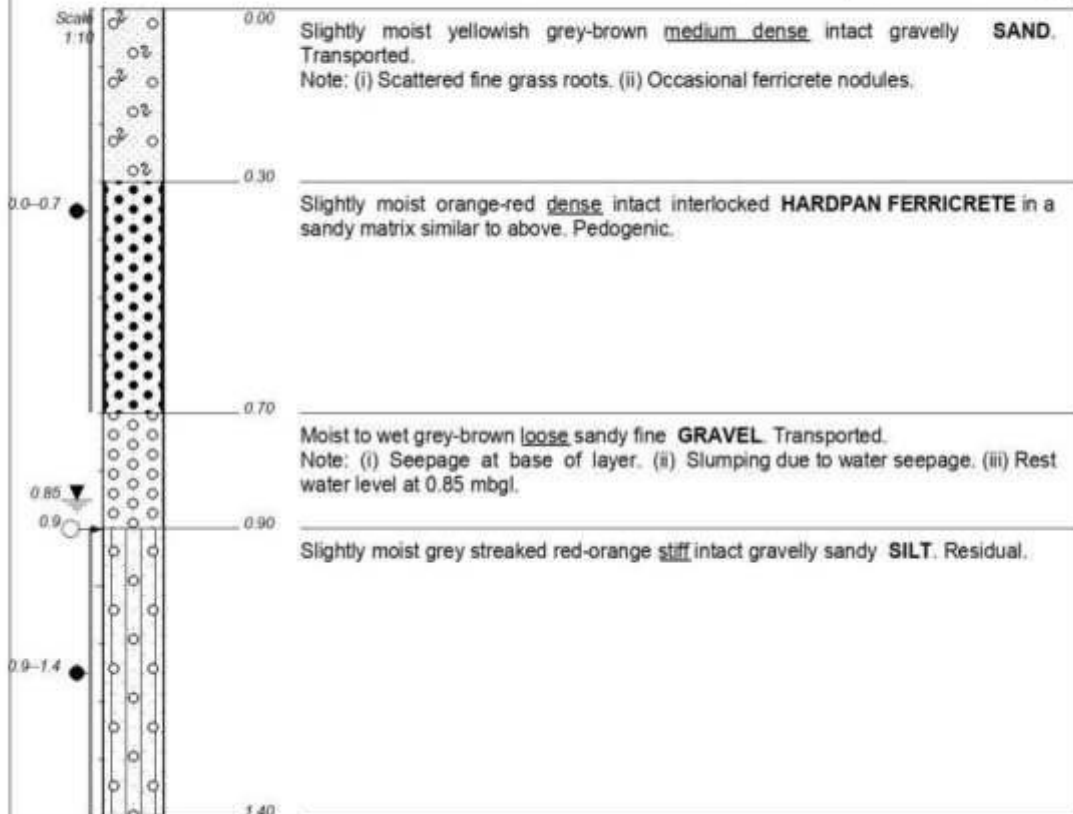 Scale
1:10
0.00
Slightly moist yellowish grey-brown medium dense intact gravelly SAND.
Transported.
Note: (i) Scattered fine grass roots. (ii) Occasional ferricrete nodules.
0.30
0.0–0.7
Slightly moist orange-red dense intact interlocked HARDPAN FERRICRETE in a
sandy matrix similar to above. Pedogenic.
0.70
Moist to wet grey-brown loose sandy fine GRAVEL. Transported.
Note: (i) Seepage at base of layer. (ii) Slumping due to water seepage. (iii) Rest
water level at 0.85 mbgl.
0.85
0.9
0.90
Slightly moist grey streaked red-orange stiff intact gravelly sandy SILT. Residual.
0.9–1.4
1.40